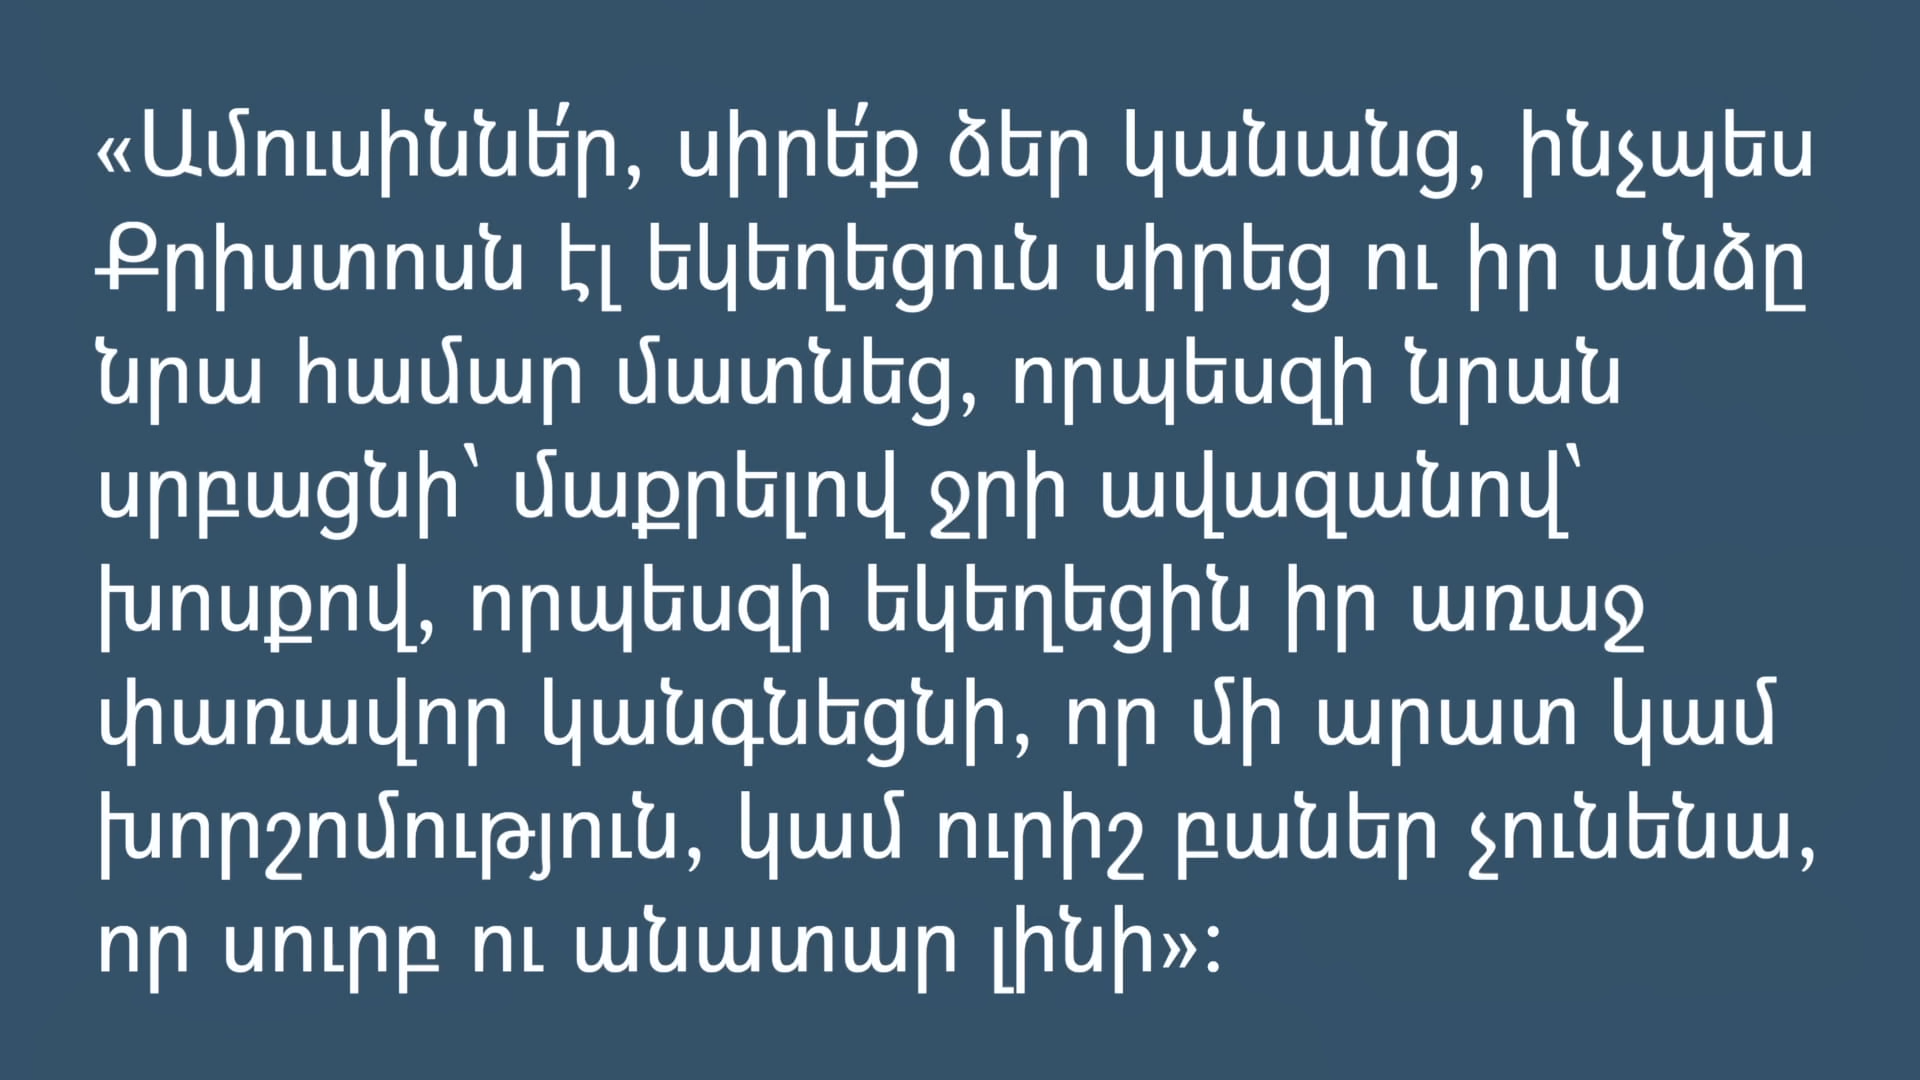 «Ամուսիննե՛ր, սիրե՛ք ձեր կանանց, ինչպես
Քրիստոսն էլ եկեղեցուն սիրեց ու իր անձը
նրա համար մատնեց, որպեսզի նրան
սրբացնի՝ մաքրելով ջրի ավազանով՝
խոսքով, որպեսզի եկեղեցին իր առաջ
փառավոր կանգնեցնի, որ մի արատ կամ
խորշոմություն, կամ ուրիշ բաներ չունենա,
որ սուրբ ու անատար լինի»: